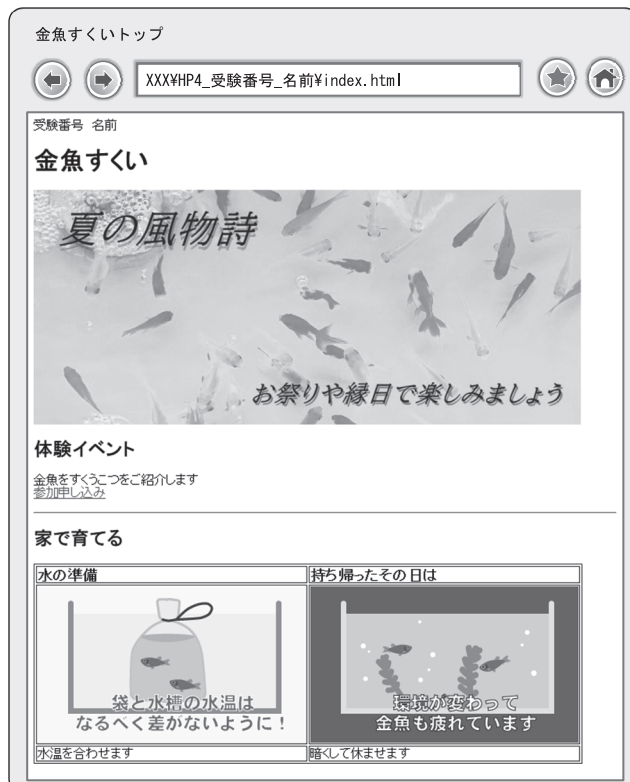 金魚すくいトップ
XXX¥HP4_受験番号_名前¥index.html
受験番号 名前
金魚すくい
夏の風物詩
お祭りや縁日で楽しみましょう
体験イベント
金魚をすくうこつをご紹介します
参加申し込み
家で育てる
水の準備
持ち帰ったその日は
袋と水槽の水温は
なるべく差がないように！
環境が変わって
金魚も疲れています
水温を合わせます
暗くして休ませます